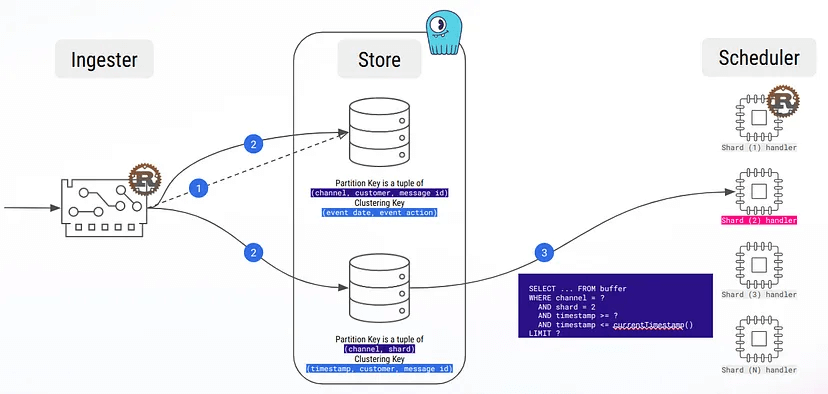 Ingester
Store
Scheduler
R
R
Shard (1) handler
2
1
Partition Key is a tuple of
(channel, customer, message id)
Clustering Key
(event date, event action)
Shard (2) handler
2
3
SELECT ... FROM buffer
WHERE channel = ?
AND shard = 2
AND timestamp >= ?
AND timestamp <= currentTimestamp()
LIMIT ?
Shard (3) handler
Partition Key is a tuple of
(channel, shard)
Clustering Key
(timestamp, customer, message id)
Shard (N) handler